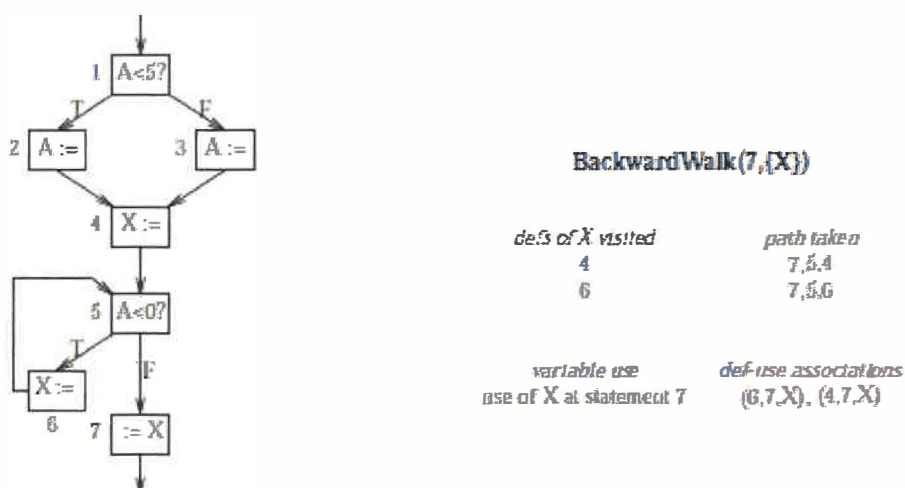 1 A<5?
T F
2 A :=
3 A :=
4 X :=
5 A<0?
T F
X :=
6
7 := X
BackwardWalk(7,{X})
defs of X visited path taken
4 7,5,4
6 7,5,6
variable use def-use associations
use of X at statement 7 (6,7,X), (4,7,X)